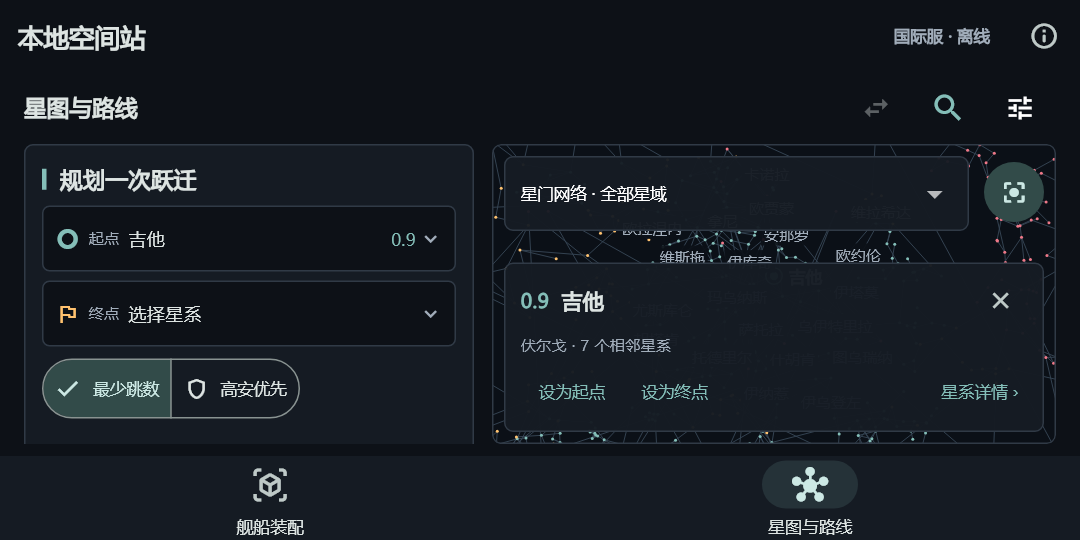 本地空间站
国际服 · 离线
星图与路线
规划一次跃迁
起点 吉他 0.9
终点 选择星系
最少跳数
高安优先
星门网络 · 全部星域
安那罗
维斯拖
伊库奇
欧约伦
0.9 吉他
伏尔戈 · 7 个相邻星系
设为起点
设为终点
星系详情 ›
舰船装配
星图与路线